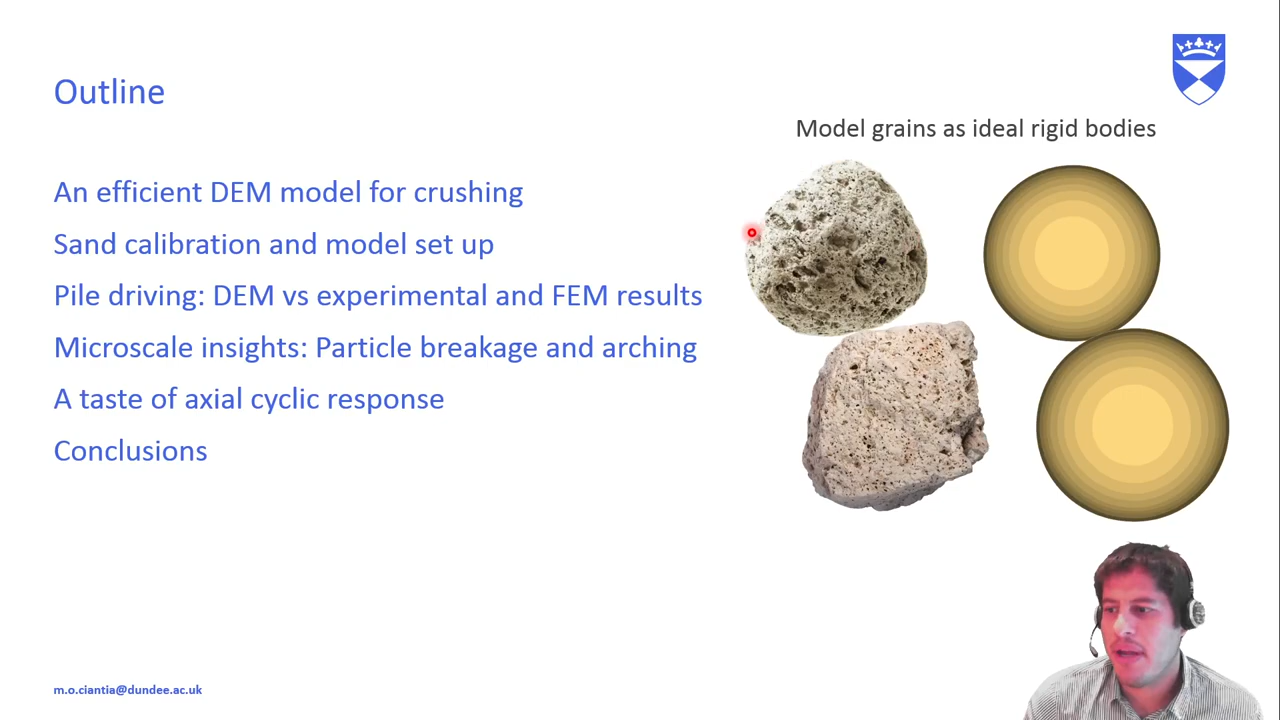 Outline
Model grains as ideal rigid bodies
An efficient DEM model for crushing
Sand calibration and model set up
Pile driving: DEM vs experimental and FEM results
Microscale insights: Particle breakage and arching
A taste of axial cyclic response
Conclusions
m.o.ciantia@dundee.ac.uk